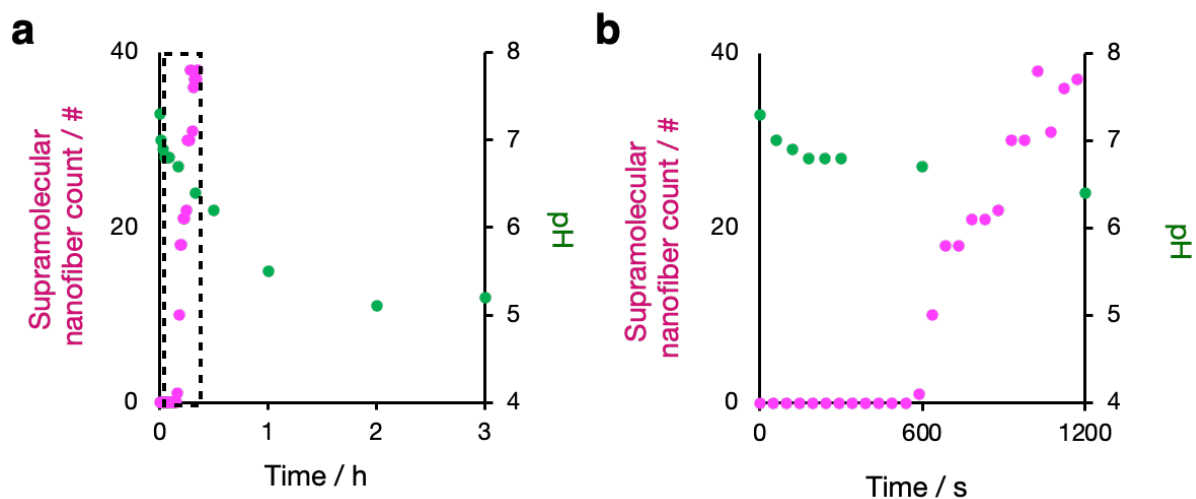 a
Supramolecular
nanofiber count / #
40
20
0
8
7
6
5
4
pH
0 1 2 3
Time / h
b
Supramolecular
nanofiber count / #
40
20
0
8
7
6
5
4
pH
0 600 1200
Time / s